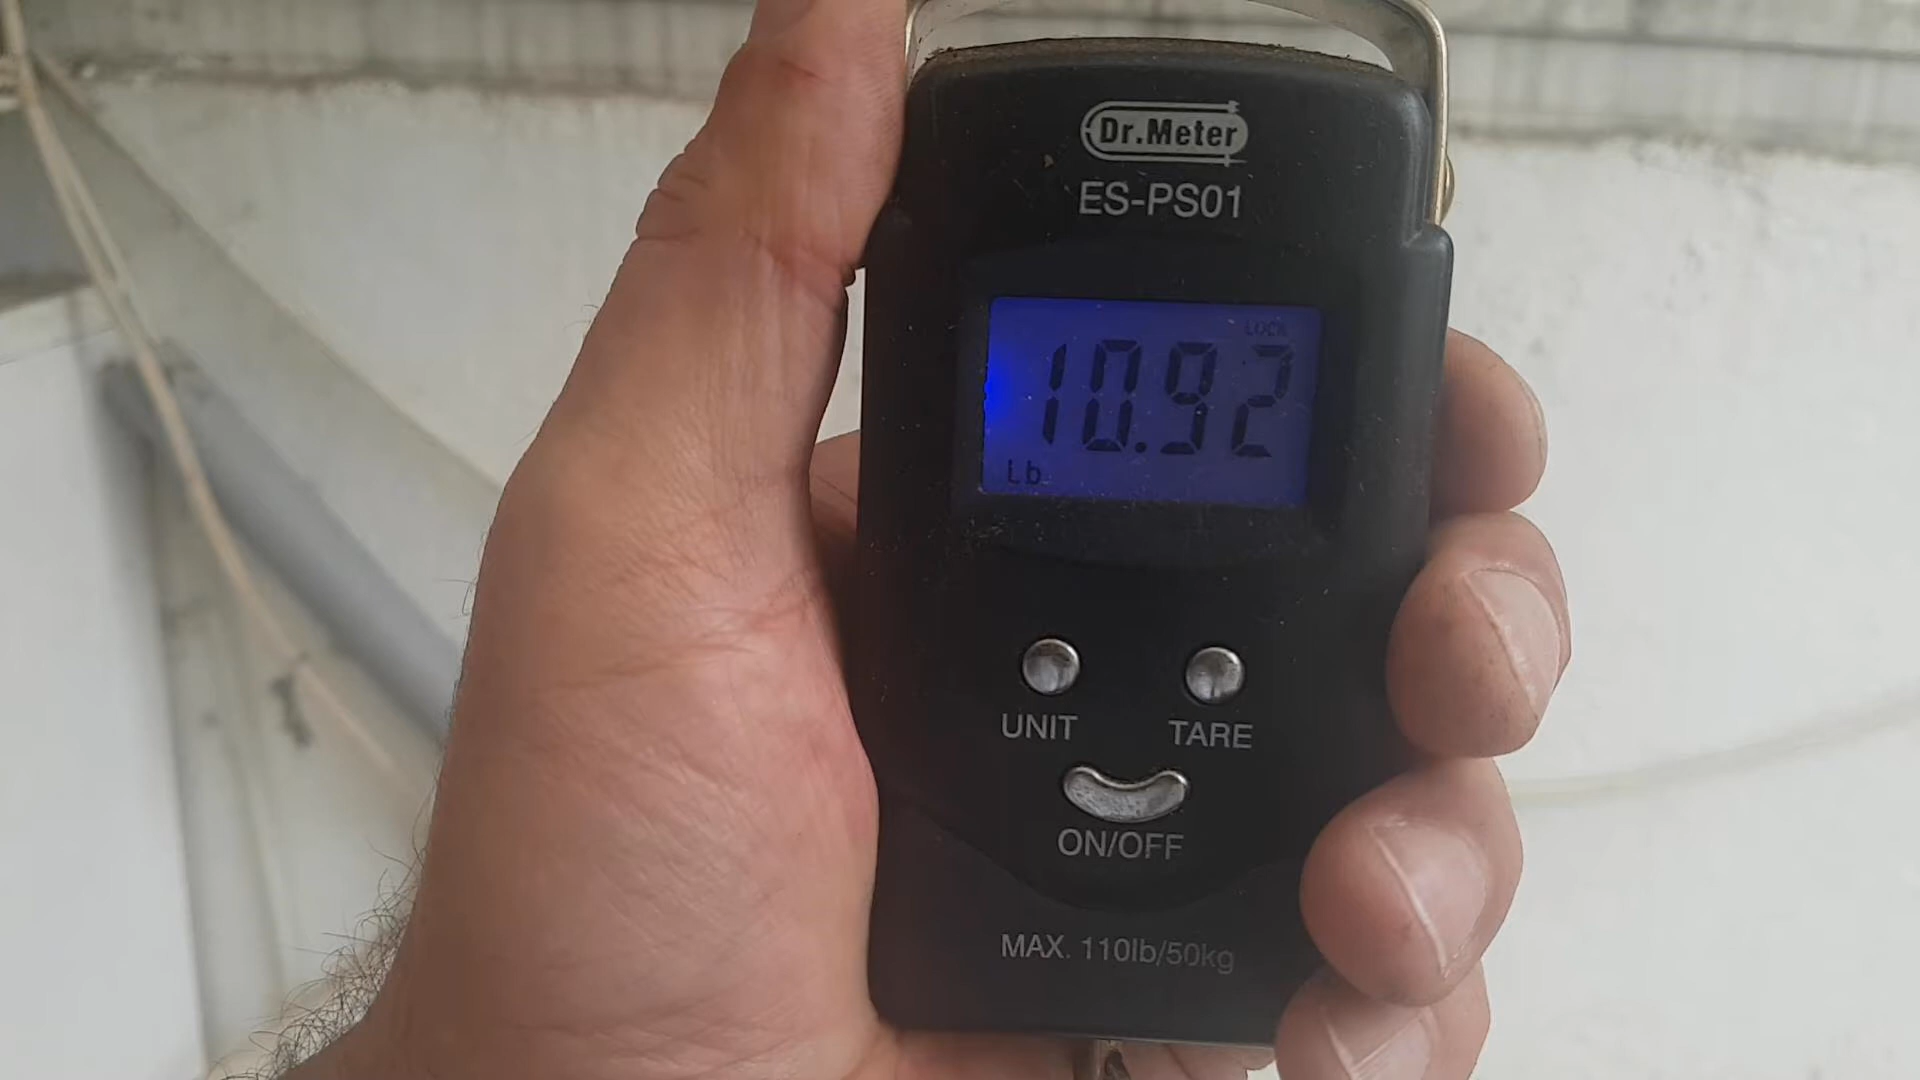 Dr.Meter
ES-PS01
LOCK
10.92
Lb
UNIT TARE
ON/OFF
MAX. 110lb/50kg